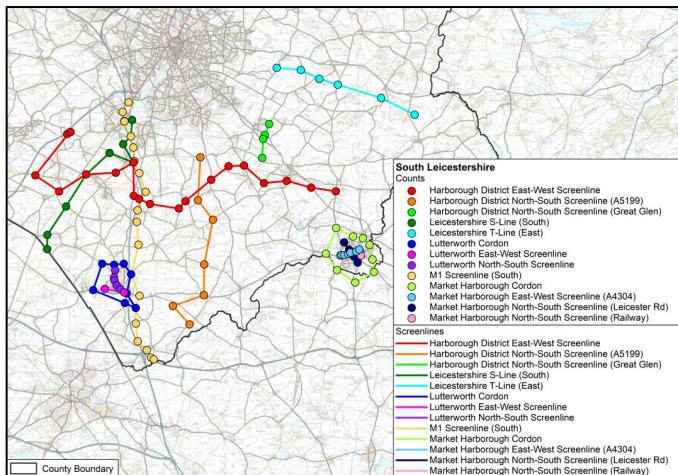 South Leicestershire
Counts
Harborough District East-West Screenline
Harborough District North-South Screenline (A5199)
Harborough District North-South Screenline (Great Glen)
Leicestershire S-Line (South)
Leicestershire T-Line (East)
Lutterworth Cordon
Lutterworth East-West Screenline
Lutterworth North-South Screenline
M1 Screenline (South)
Market Harborough Cordon
Market Harborough East-West Screenline (A4304)
Market Harborough North-South Screenline (Leicester Rd)
Market Harborough North-South Screenline (Railway)
Screenlines
Harborough District East-West Screenline
Harborough District North-South Screenline (A5199)
Harborough District North-South Screenline (Great Glen)
Leicestershire S-Line (South)
Leicestershire T-Line (East)
Lutterworth Cordon
Lutterworth East-West Screenline
Lutterworth North-South Screenline
M1 Screenline (South)
Market Harborough Cordon
Market Harborough East-West Screenline (A4304)
Market Harborough North-South Screenline (Leicester Rd)
Market Harborough North-South Screenline (Railway)
County Boundary